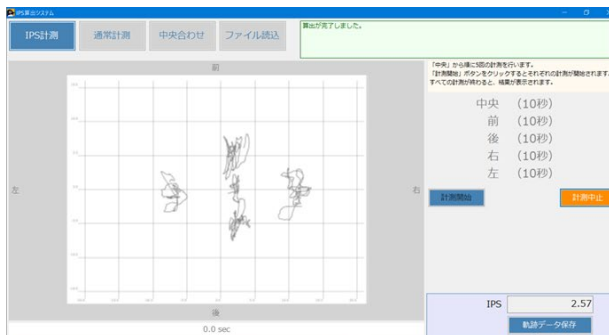 IPS算出システム
IPS計測
通常計測
中央合わせ
ファイル読込
算出が完了しました。
「中央」から順に5回の計測を行います。
「計測開始」ボタンをクリックするとそれぞれの計測が開始されます。
すべての計測が終わると、結果が表示されます。
前
左
右
後
0.0 sec
中央 (10秒)
前 (10秒)
後 (10秒)
右 (10秒)
左 (10秒)
計測開始
計測中止
IPS 2.57
軌跡データ保存